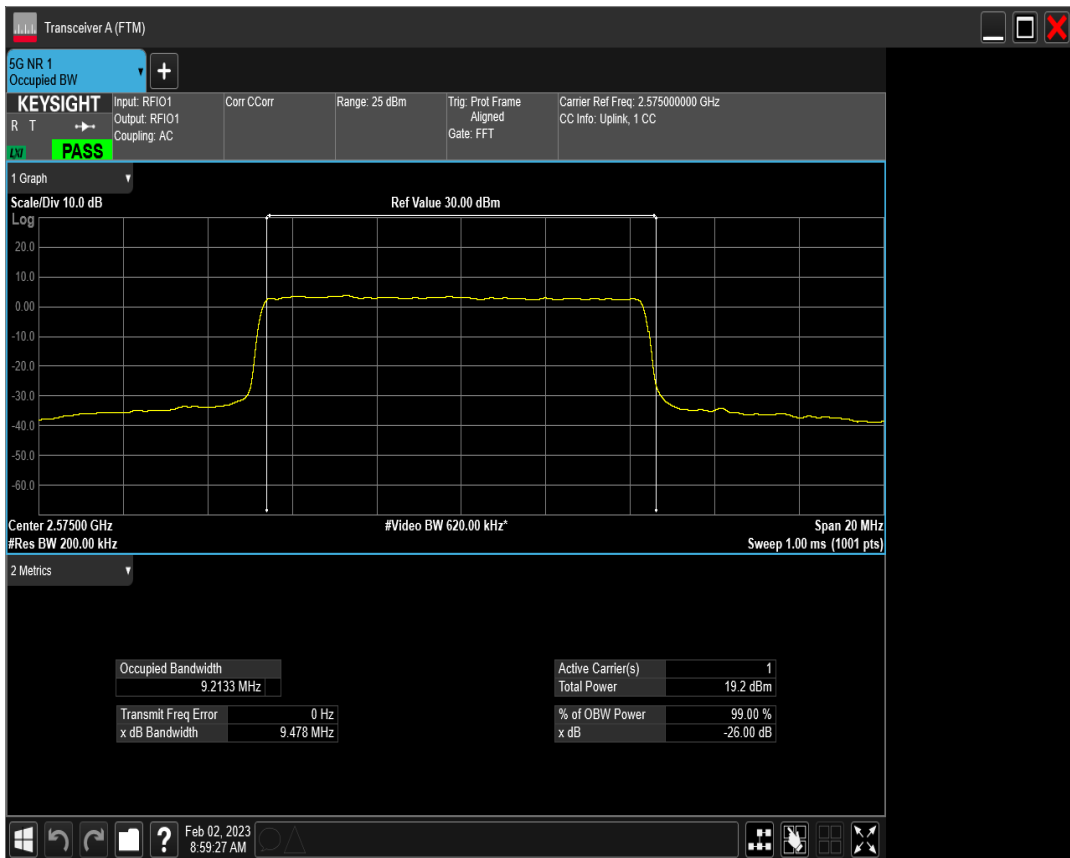 Transceiver A (FTM)
5G NR 1
Occupied BW
KEYSIGHT
R T
LXI
PASS
Input: RFIO1
Output: RFIO1
Coupling: AC
Corr CCorr
Range: 25 dBm
Trig: Prot Frame
Aligned
Gate: FFT
Carrier Ref Freq: 2.575000000 GHz
CC Info: Uplink, 1 CC
1 Graph
Scale/Div 10.0 dB
Ref Value 30.00 dBm
Log
20.0
10.0
0.00
-10.0
-20.0
-30.0
-40.0
-50.0
-60.0
Center 2.57500 GHz
#Video BW 620.00 kHz*
Span 20 MHz
#Res BW 200.00 kHz
Sweep 1.00 ms (1001 pts)
2 Metrics
Occupied Bandwidth
9.2133 MHz
Transmit Freq Error 0 Hz
x dB Bandwidth 9.478 MHz
Active Carrier(s) 1
Total Power 19.2 dBm
% of OBW Power 99.00 %
x dB -26.00 dB
?
Feb 02, 2023
8:59:27 AM